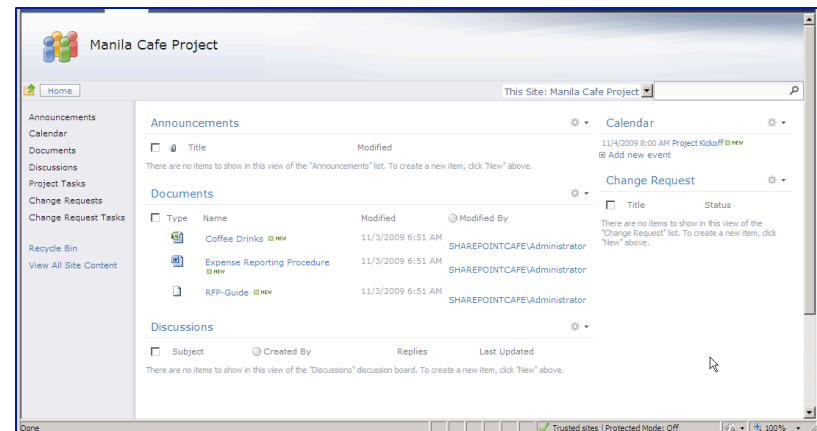 Manila Cafe Project
Home
This Site: Manila Cafe Project
Announcements
Calendar
Documents
Discussions
Project Tasks
Change Requests
Change Request Tasks
Recycle Bin
View All Site Content
Announcements
Title Modified
There are no items to show in this view of the "Announcements" list. To create a new item, click "New" above.
Documents
Type Name Modified Modified By
Coffee Drinks NEW 11/3/2009 6:51 AM SHAREPOINTCAFE\Administrator
Expense Reporting Procedure 11/3/2009 6:51 AM
NEW SHAREPOINTCAFE\Administrator
RFP-Guide NEW 11/3/2009 6:51 AM SHAREPOINTCAFE\Administrator
Discussions
Subject Created By Replies Last Updated
There are no items to show in this view of the "Discussions" discussion board. To create a new item, click "New" above.
Calendar
11/4/2009 8:00 AM Project Kickoff NEW
Add new event
Change Request
Title Status
There are no items to show in this view of the
"Change Request" list. To create a new item, click
"New" above.
Done Trusted sites | Protected Mode: Off 100%